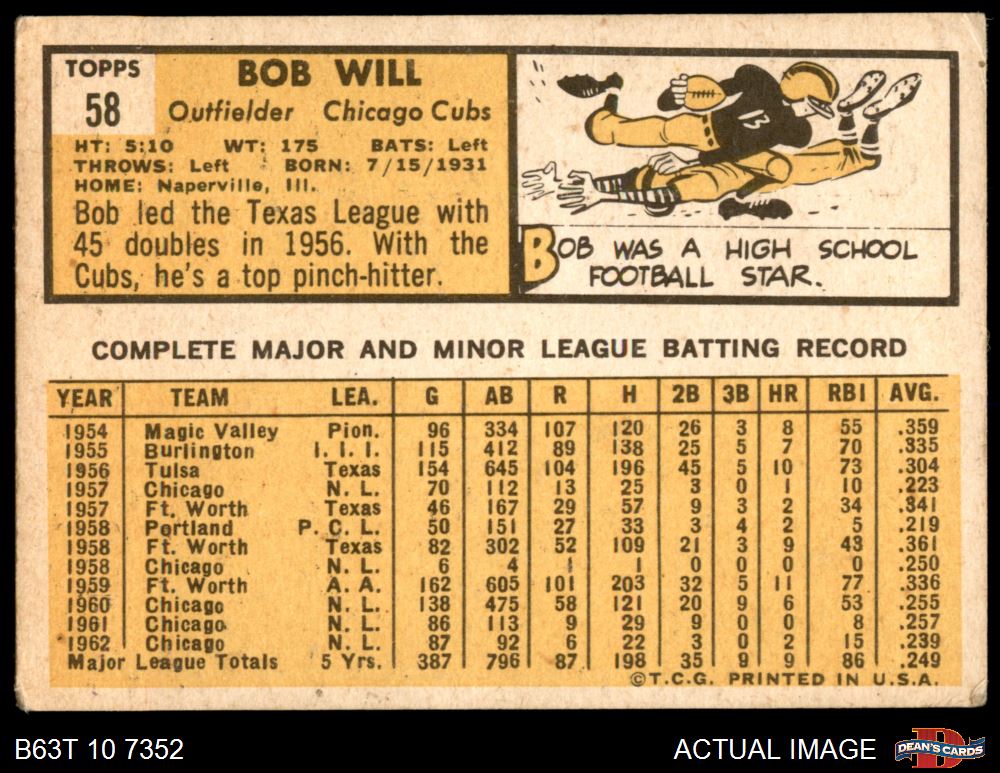 TOPPS
58
BOB WILL
Outfielder Chicago Cubs
HT: 5:10 WT: 175 BATS: Left
THROWS: Left BORN: 7/15/1931
HOME: Naperville, Ill.
Bob led the Texas League with
45 doubles in 1956. With the
Cubs, he's a top pinch-hitter.
13
BOB WAS A HIGH SCHOOL
FOOTBALL STAR.
COMPLETE MAJOR AND MINOR LEAGUE BATTING RECORD
YEAR TEAM LEA. G AB R H 2B 3B HR RBI AVG.
1954 Magic Valley Pion. 96 334 107 120 26 3 8 55 .359
1955 Burlington I. I. I. 115 412 89 138 25 5 7 70 .335
1956 Tulsa Texas 154 645 104 196 45 5 10 73 .304
1957 Chicago N. L. 70 112 13 25 3 0 1 10 .223
1957 Ft. Worth Texas 46 167 29 57 9 3 2 34 .341
1958 Portland P. C. L. 50 151 27 33 3 4 2 5 .219
1958 Ft. Worth Texas 82 302 52 109 21 3 9 43 .361
1958 Chicago N. L. 6 4 1 1 0 0 0 0 .250
1959 Ft. Worth A. A. 162 605 101 203 32 5 11 77 .336
1960 Chicago N. L. 138 475 58 121 20 9 6 53 .255
1961 Chicago N. L. 86 113 9 29 9 0 0 8 .257
1962 Chicago N. L. 87 92 6 22 3 0 2 15 .239
Major League Totals 5 Yrs. 387 796 87 198 35 9 9 86 .249
©T.C.G. PRINTED IN U.S.A.
B63T 10 7352
ACTUAL IMAGE
D
DEAN'S CARDS